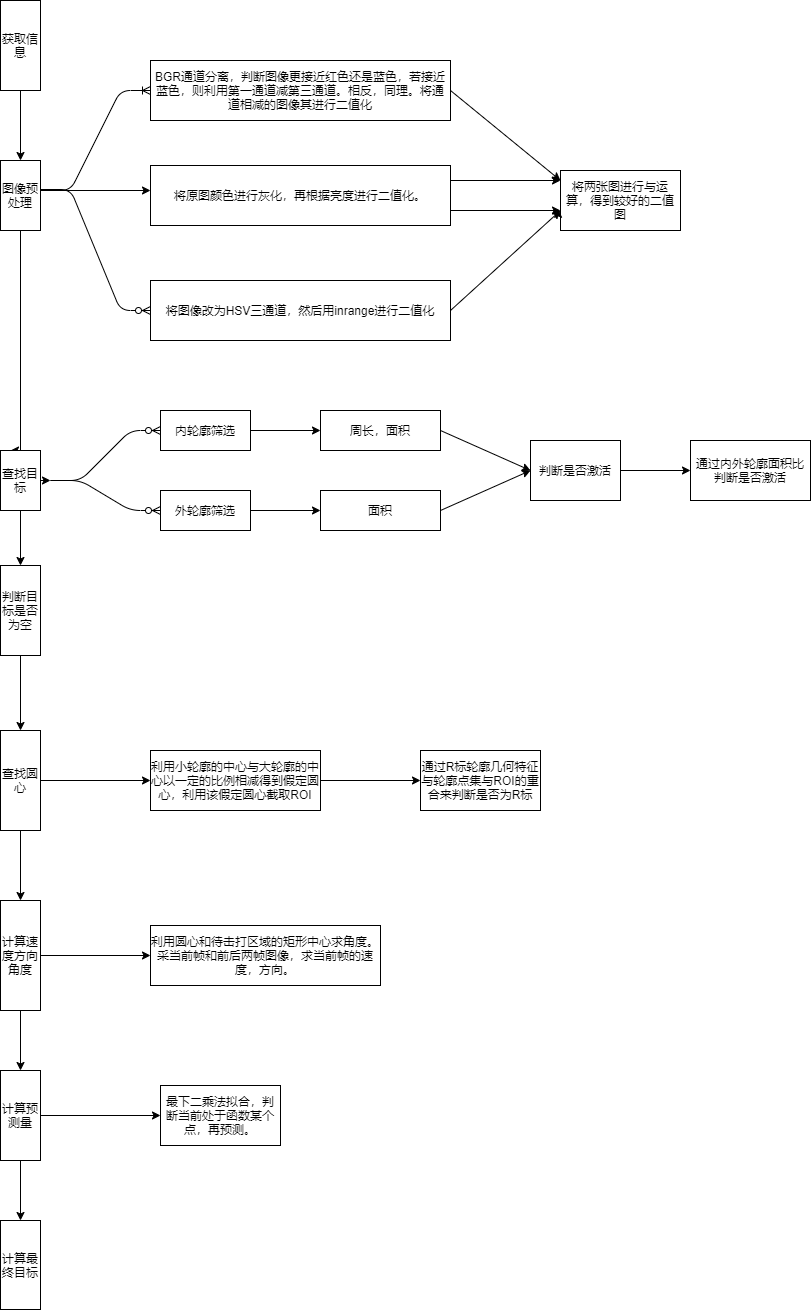 获取信
息
BGR通道分离，判断图像更接近红色还是蓝色，若接近
蓝色，则利用第一通道减第三通道。相反，同理。将通
道相减的图像其进行二值化
图像预
处理
将原图颜色进行灰化，再根据亮度进行二值化。
将两张图进行与运
算，得到较好的二值
图
将图像改为HSV三通道，然后用inrange进行二值化
查找目
标
内轮廓筛选
周长，面积
外轮廓筛选
面积
判断是否激活
通过内外轮廓面积比
判断是否激活
判断目
标是否
为空
查找圆
心
利用小轮廓的中心与大轮廓的中
心以一定的比例相减得到假定圆
心，利用该假定圆心截取ROI
通过R标轮廓几何特征
与轮廓点集与ROI的重
合来判断是否为R标
计算速
度方向
角度
利用圆心和待击打区域的矩形中心求角度。
采当前帧和前后两帧图像，求当前帧的速
度，方向。
计算预
测量
最下二乘法拟合，判
断当前处于函数某个
点，再预测。
计算最
终目标